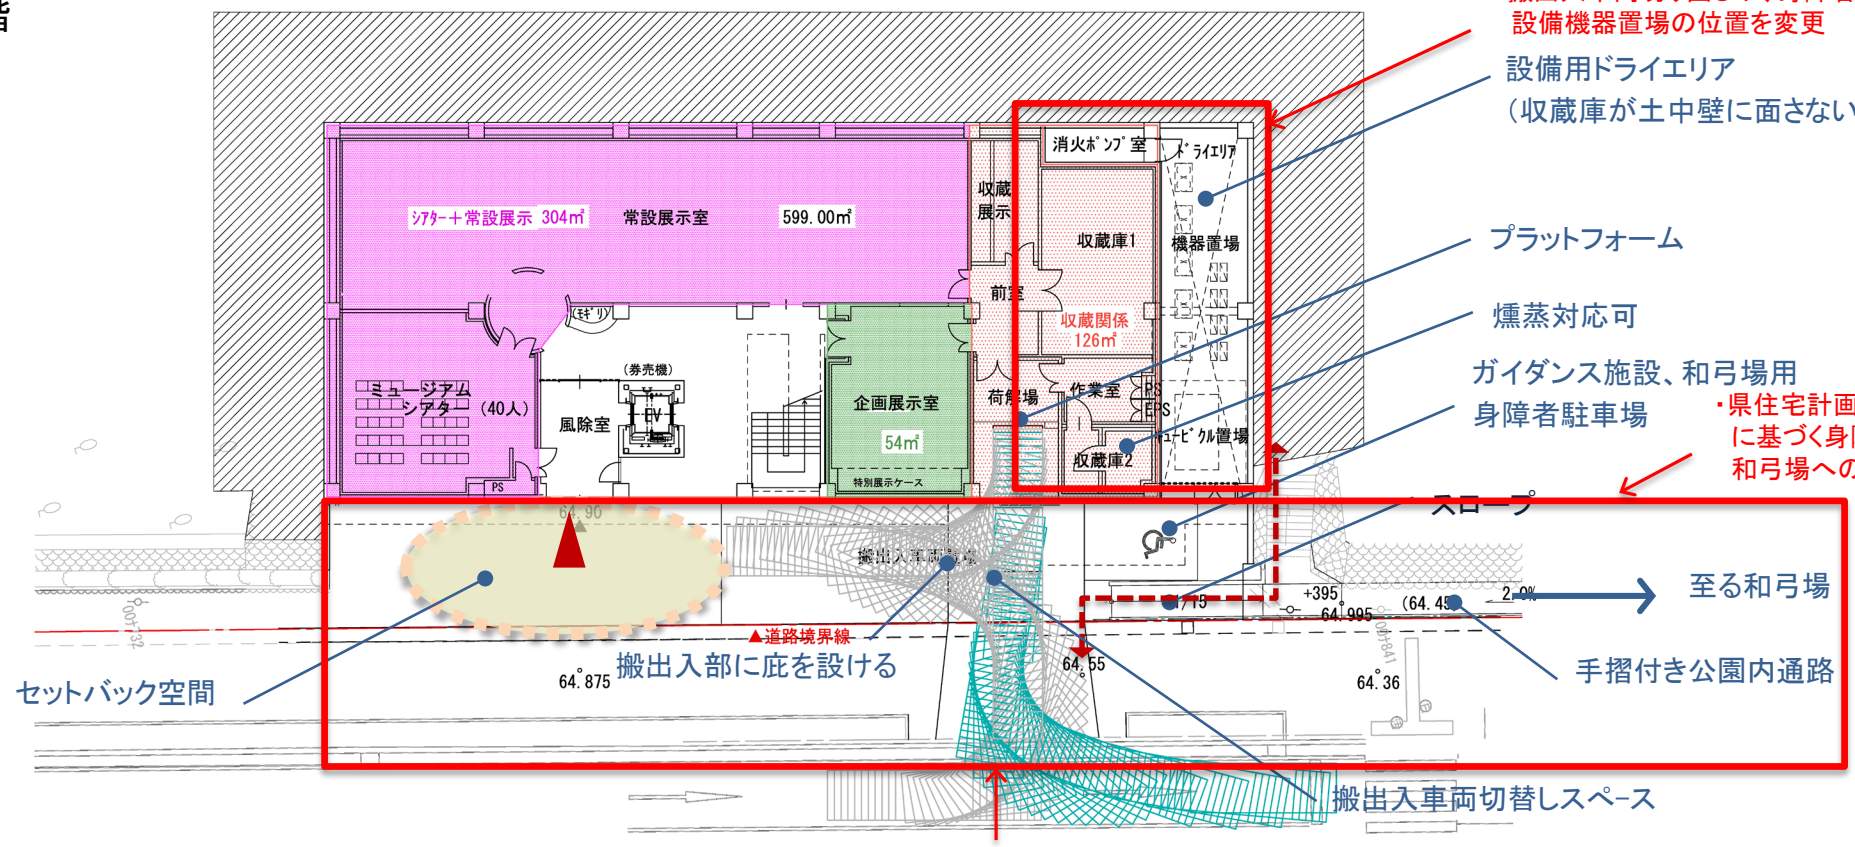 階
設備機器置場の位置を変更
設備用ドライエリア
(収蔵庫が土中壁に面さない
消火ポンプ室
ドライエリア
収蔵
展示
シアター+常設展示 304㎡
常設展示室
599.00㎡
収蔵庫1
機器置場
プラットフォーム
前室
(モギリ)
収蔵関係
126㎡
燻蒸対応可
(券売機)
ミュージアム
シアター (40人)
風除室
EV
企画展示室
54㎡
荷解場
作業室
PS
EPS
キュービクル置場
収蔵庫2
特別展示ケース
PS
ガイダンス施設、和弓場用
身障者駐車場
・県住宅計画
に基づく身障
和弓場への
スロープ
64.90
+395
64.995
(64.45)
2.0%
至る和弓場
▲道路境界線
搬出入部に庇を設ける
64.875
64.55
64.36
手摺付き公園内通路
セットバック空間
搬出入車両切替しスペース